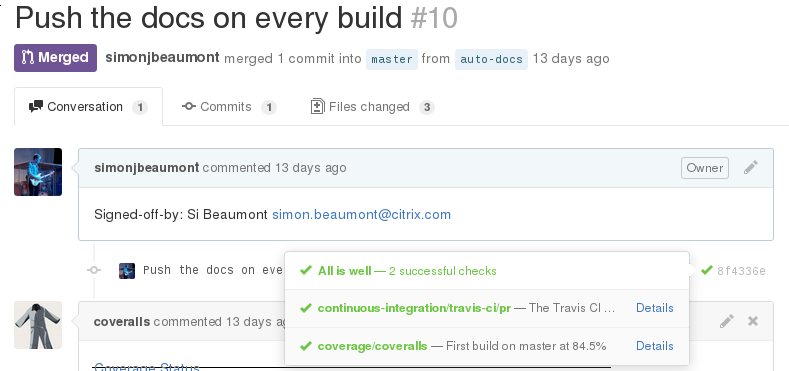 Push the docs on every build #10
Merged simonjbeaumont merged 1 commit into master from auto-docs 13 days ago
Conversation 1 Commits 1 Files changed 3
simonjbeaumont commented 13 days ago Owner
Signed-off-by: Si Beaumont simon.beaumont@citrix.com
Push the docs on eve 8f4336e
All is well — 2 successful checks
continuous-integration/travis-ci/pr — The Travis CI ... Details
coveralls commented 13 days ag
coverage/coveralls — First build on master at 84.5% Details
Coverage Status